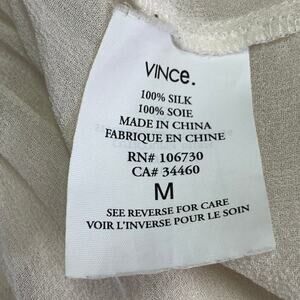 VINce.
100% SILK
100% SOIE
MADE IN CHINA
FABRIQUE EN CHINE
RN# 106730
CA# 34460
M
SEE REVERSE FOR CARE
VOIR L'INVERSE POUR LE SOIN